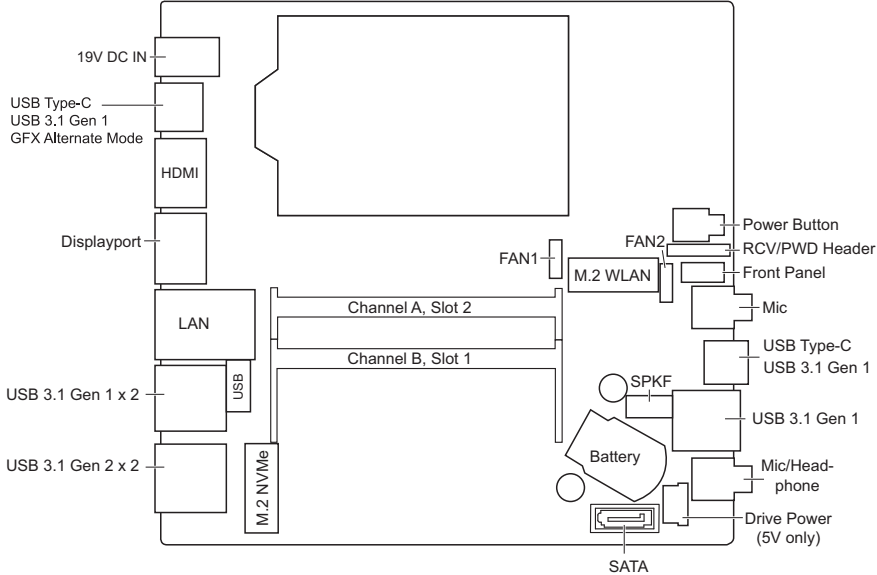 19V DC IN
USB Type-C
USB 3.1 Gen 1
GFX Alternate Mode
HDMI
Displayport
LAN
USB 3.1 Gen 1 x 2
USB
USB 3.1 Gen 2 x 2
M.2 NVMe
Channel A, Slot 2
Channel B, Slot 1
FAN1
M.2 WLAN
FAN2
Power Button
RCV/PWD Header
Front Panel
Mic
USB Type-C
USB 3.1 Gen 1
SPKF
USB 3.1 Gen 1
Battery
Mic/Head-
phone
Drive Power
(5V only)
SATA